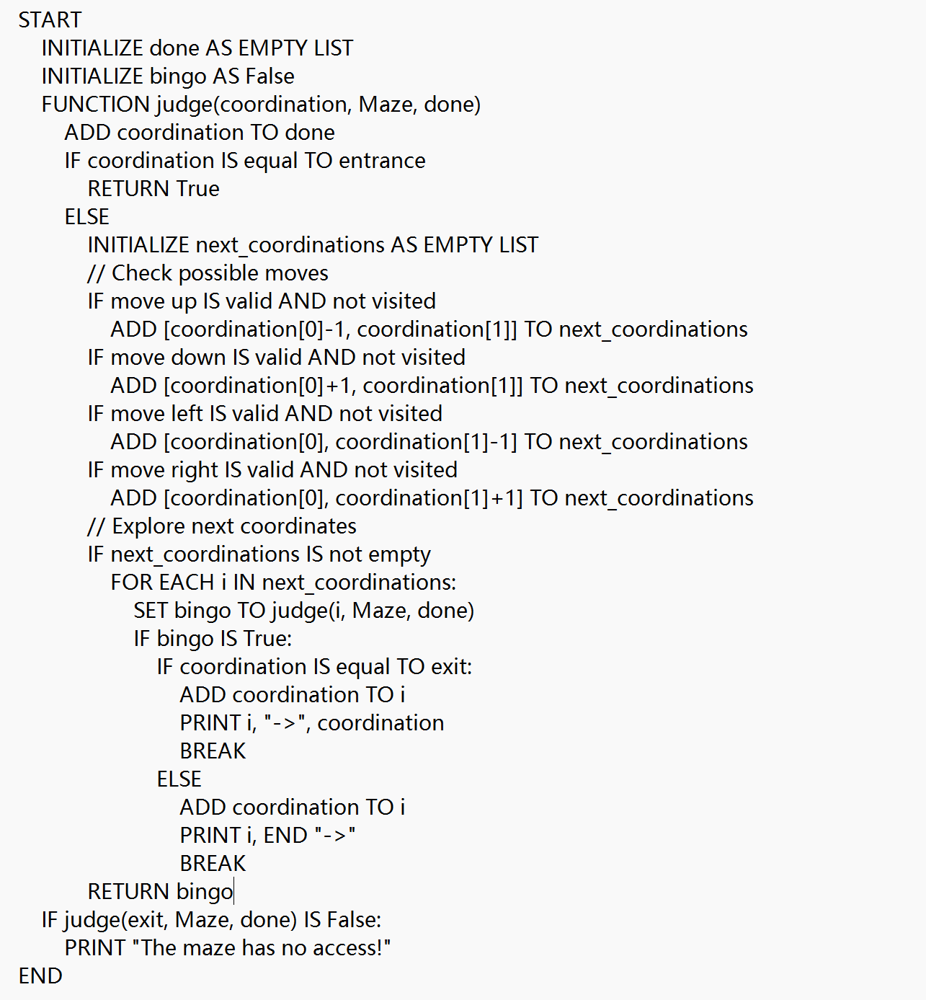 START
INITIALIZE done AS EMPTY LIST
INITIALIZE bingo AS False
FUNCTION judge(coordination, Maze, done)
ADD coordination TO done
IF coordination IS equal TO entrance
RETURN True
ELSE
INITIALIZE next_coordinations AS EMPTY LIST
// Check possible moves
IF move up IS valid AND not visited
ADD [coordination[0]-1, coordination[1]] TO next_coordinations
IF move down IS valid AND not visited
ADD [coordination[0]+1, coordination[1]] TO next_coordinations
IF move left IS valid AND not visited
ADD [coordination[0], coordination[1]-1] TO next_coordinations
IF move right IS valid AND not visited
ADD [coordination[0], coordination[1]+1] TO next_coordinations
// Explore next coordinates
IF next_coordinations IS not empty
FOR EACH i IN next_coordinations:
SET bingo TO judge(i, Maze, done)
IF bingo IS True:
IF coordination IS equal TO exit:
ADD coordination TO i
PRINT i, "->", coordination
BREAK
ELSE
ADD coordination TO i
PRINT i, END "->"
BREAK
RETURN bingo
IF judge(exit, Maze, done) IS False:
PRINT "The maze has no access!"
END